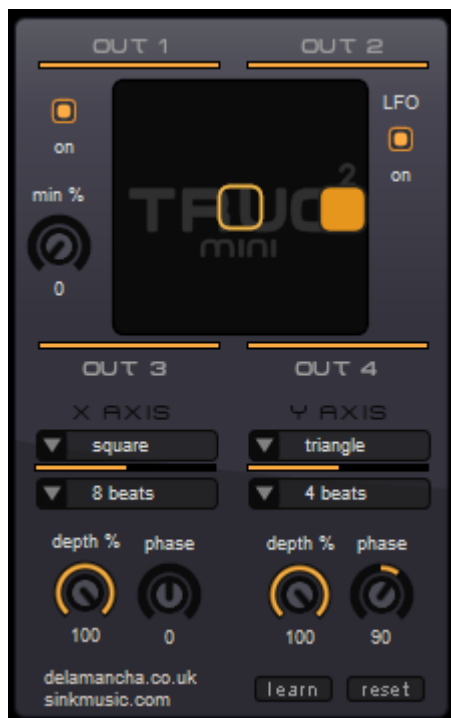 OUT 1 OUT 2
LFO
on
on
min %
TRUC 2
mini
0
OUT 3 OUT 4
X AXIS Y AXIS
square triangle
8 beats 4 beats
depth % phase depth % phase
100 0 100 90
delamancha.co.uk
sinkmusic.com
learn reset